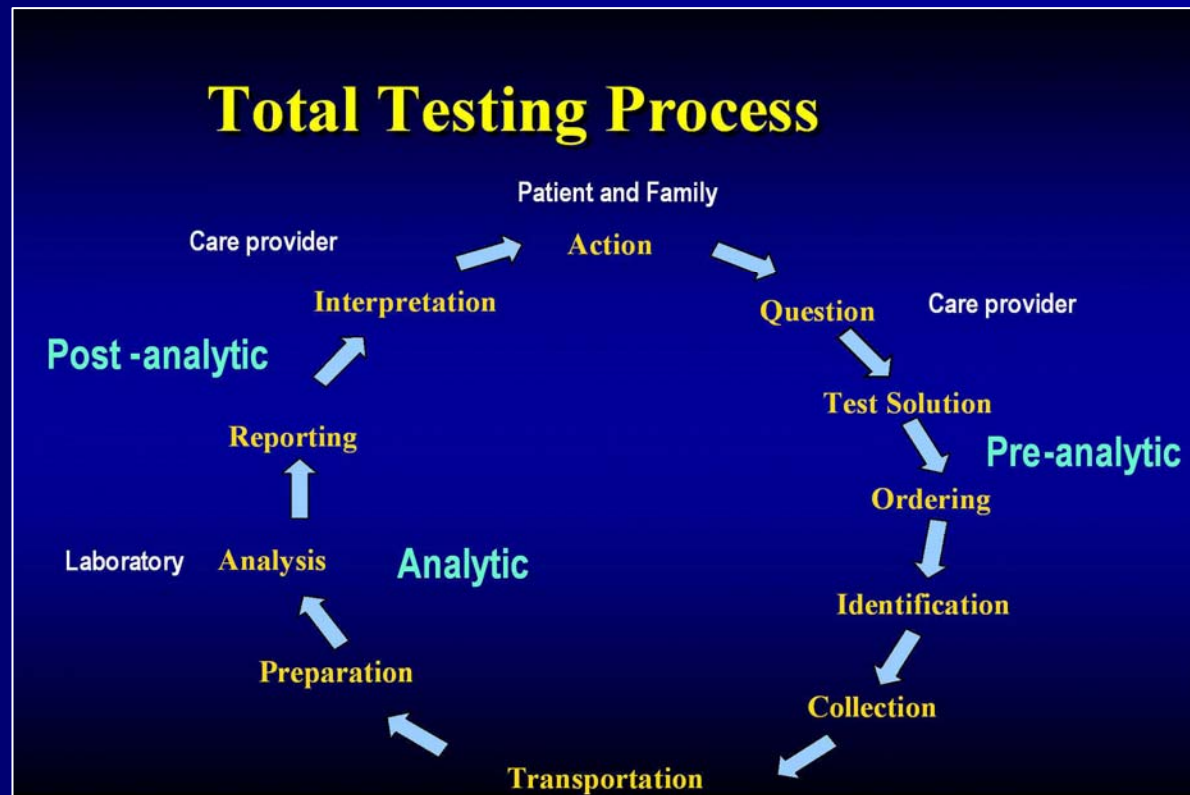 Total Testing Process
Patient and Family
Care provider
Action
Interpretation
Question
Care provider
Post -analytic
Test Solution
Reporting
Pre-analytic
Ordering
Laboratory
Analysis
Analytic
Identification
Preparation
Collection
Transportation